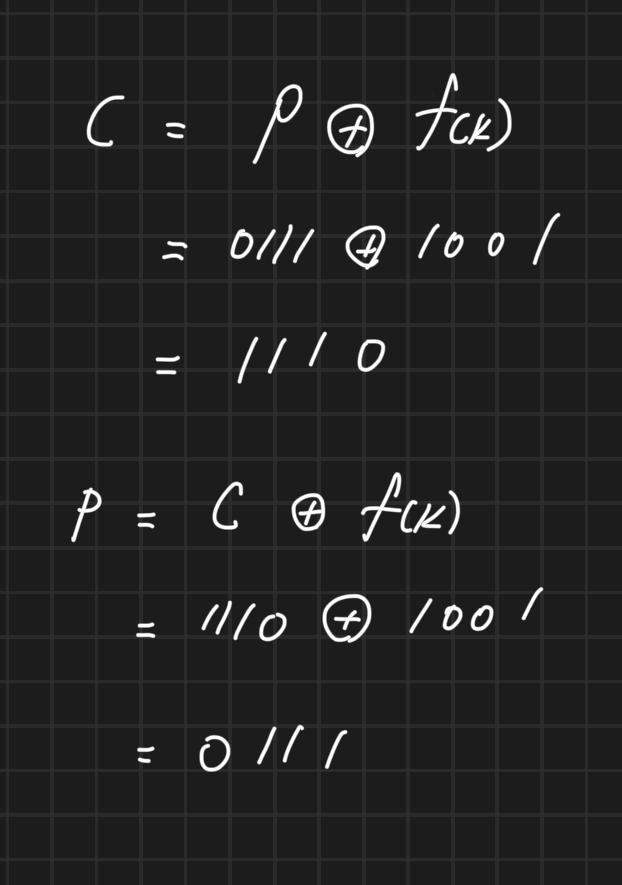 C = P ⊕ f(k)
= 0111 ⊕ 1001
= 1110
P = C ⊕ f(k)
= 1110 ⊕ 1001
= 0111